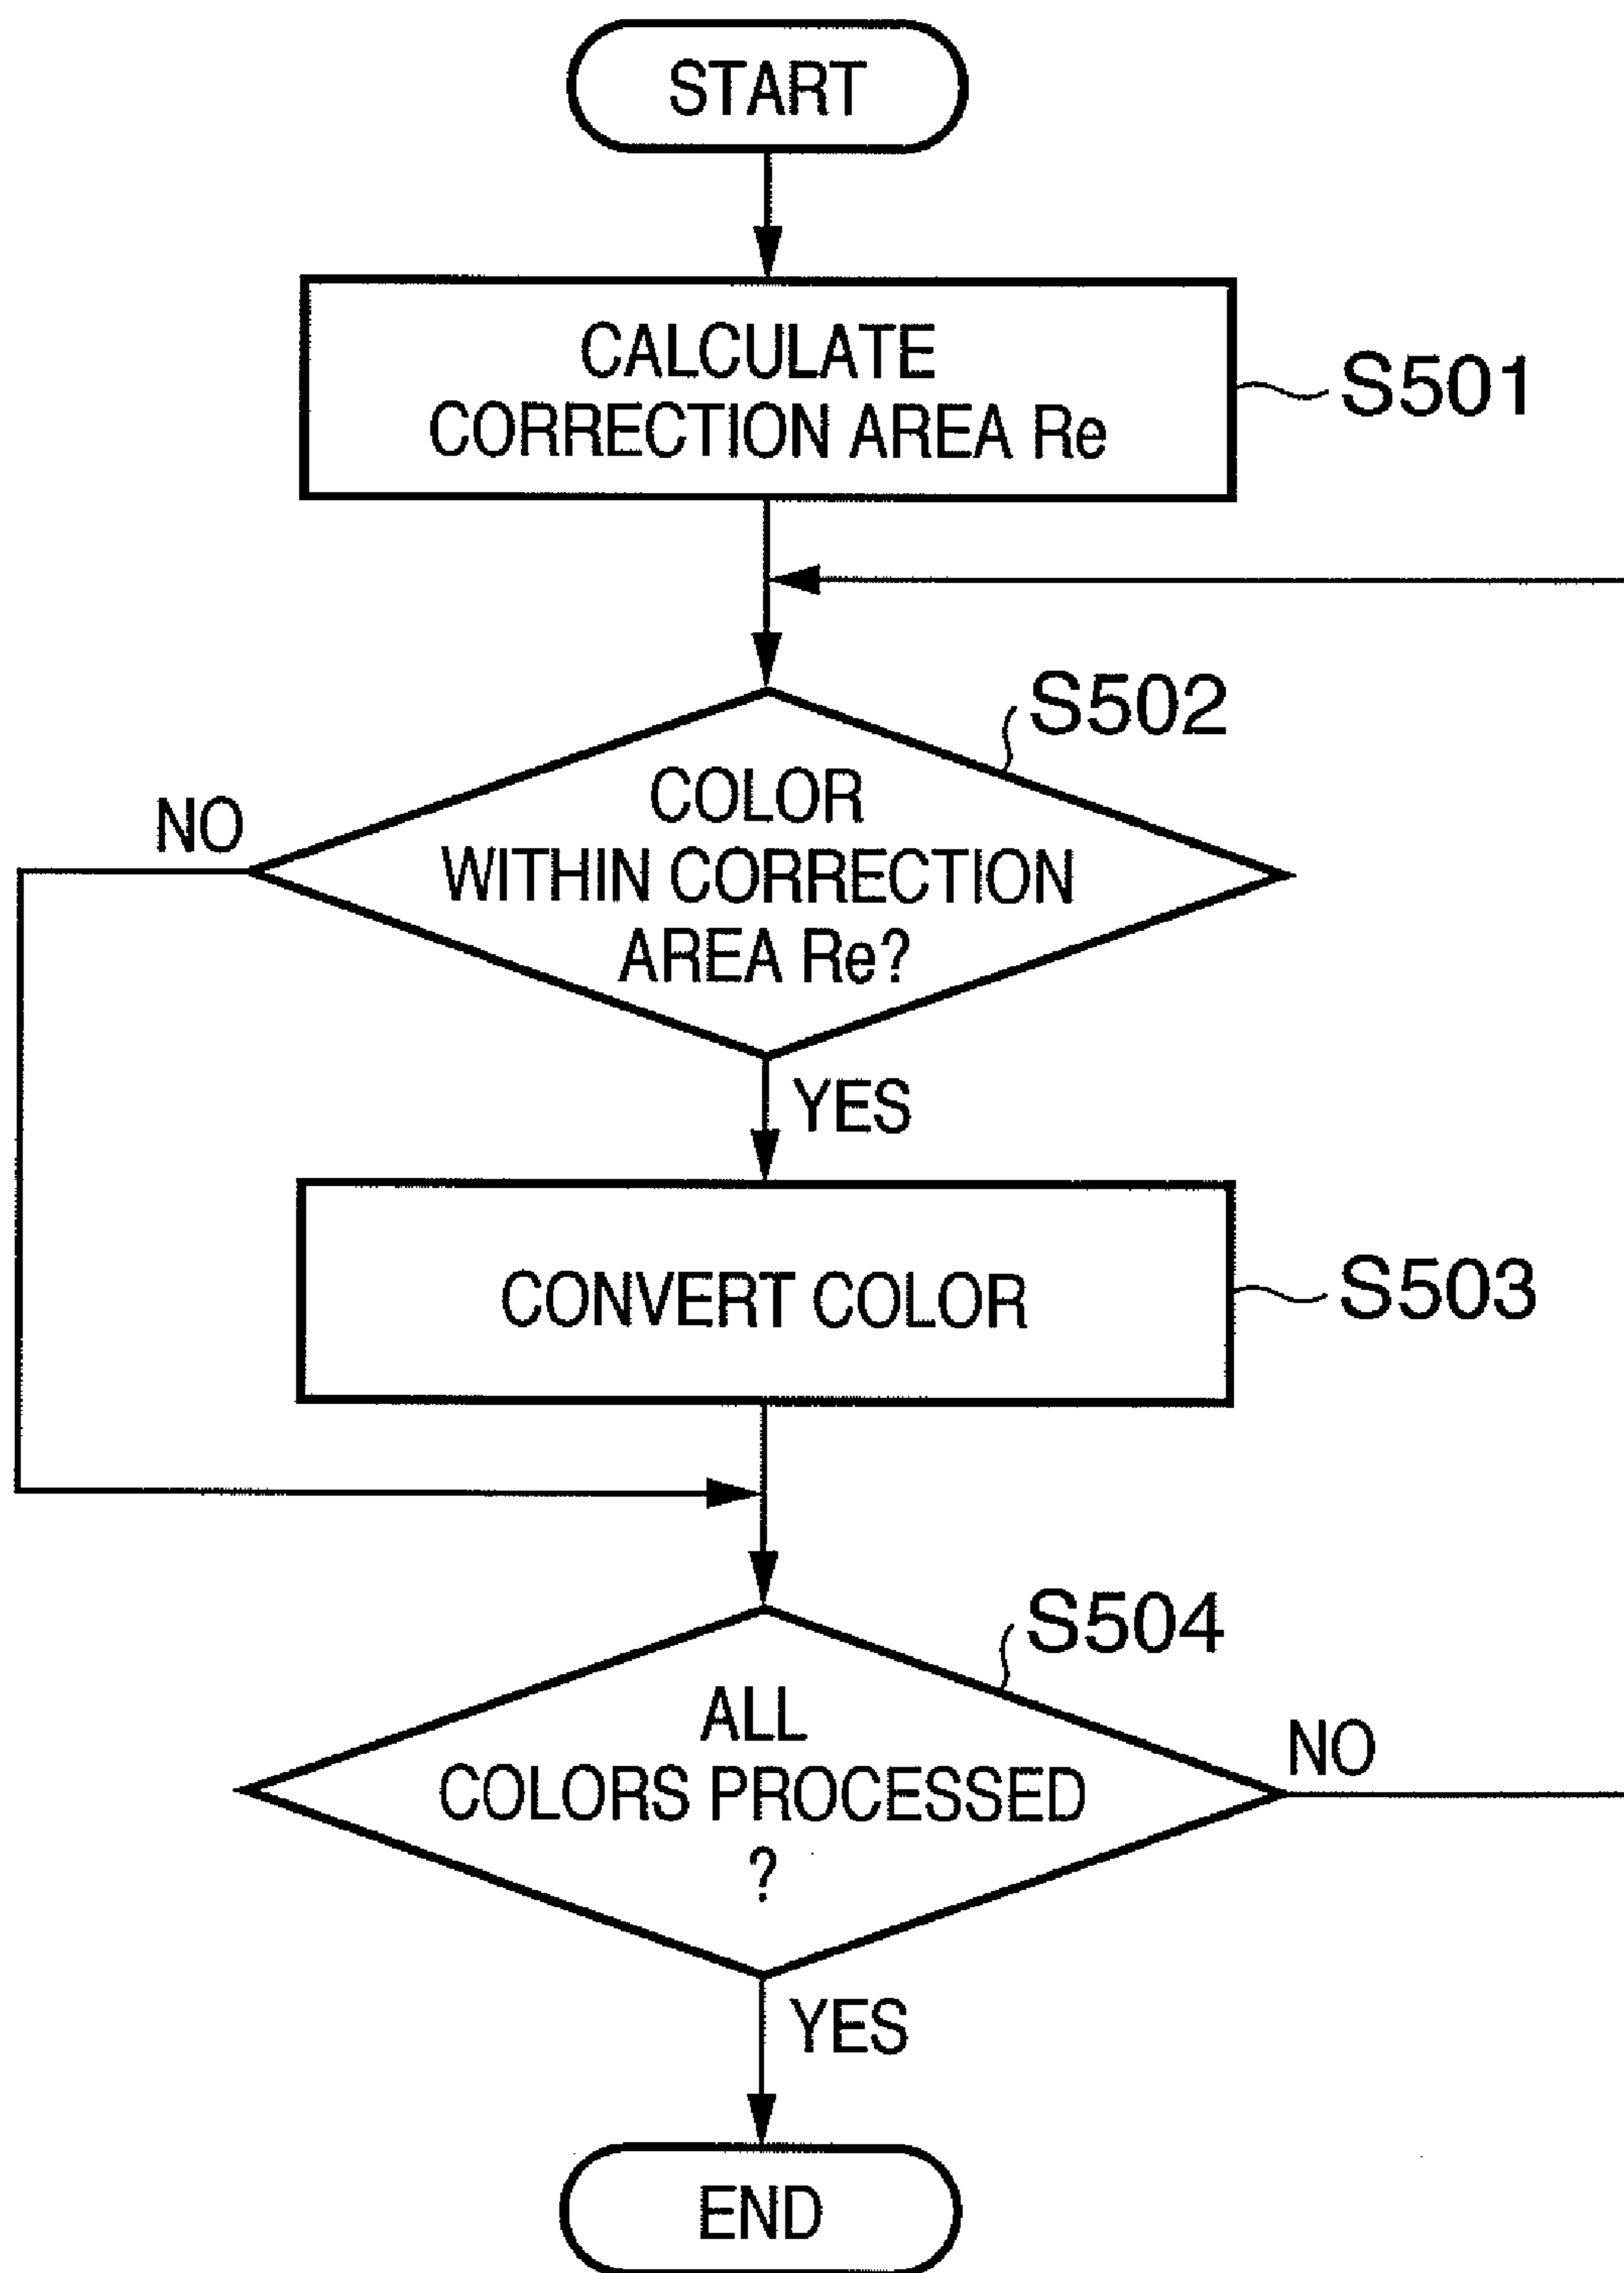 START
CALCULATE
CORRECTION AREA Re
S501
S502
COLOR
WITHIN CORRECTION
AREA Re?
NO
YES
CONVERT COLOR
S503
S504
ALL
COLORS PROCESSED
?
NO
YES
END